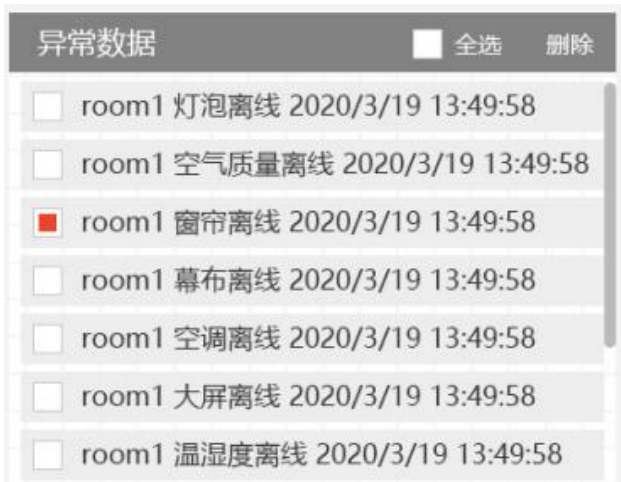 异常数据 全选 删除
room1 灯泡离线 2020/3/19 13:49:58
room1 空气质量离线 2020/3/19 13:49:58
room1 窗帘离线 2020/3/19 13:49:58
room1 幕布离线 2020/3/19 13:49:58
room1 空调离线 2020/3/19 13:49:58
room1 大屏离线 2020/3/19 13:49:58
room1 温湿度离线 2020/3/19 13:49:58